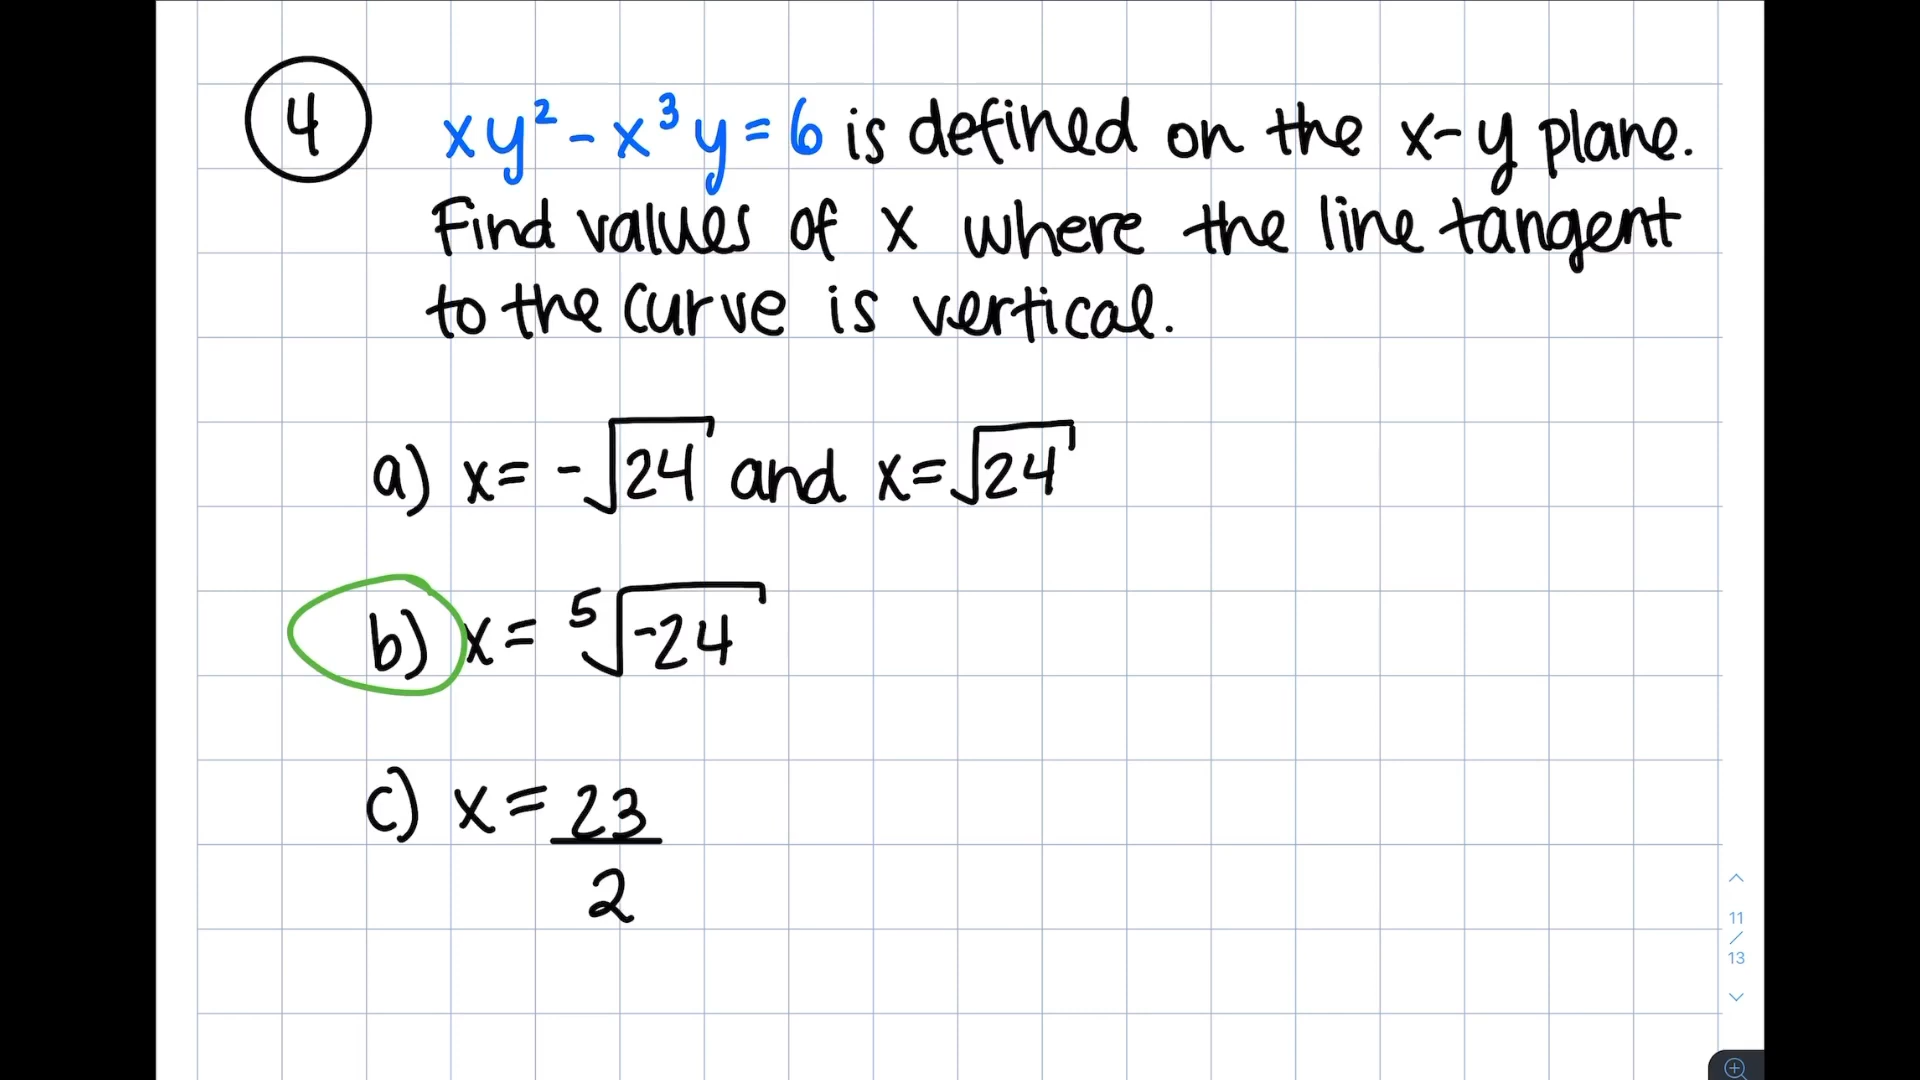 4 xy² - x³y = 6 is defined on the x-y plane.
Find values of x where the line tangent
to the curve is vertical.
a) x = -√24 and x = √24
b) x = ⁵√-24
c) x = 23/2
11
/
13